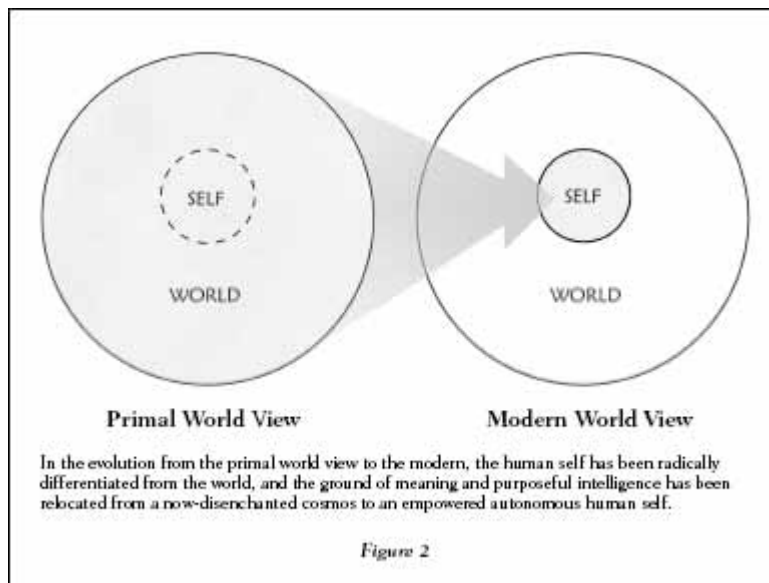 SELF
WORLD
SELF
WORLD
Primal World View
Modern World View
In the evolution from the primal world view to the modern, the human self has been radically
differentiated from the world, and the ground of meaning and purposeful intelligence has been
relocated from a now-disenchanted cosmos to an empowered autonomous human self.
Figure 2